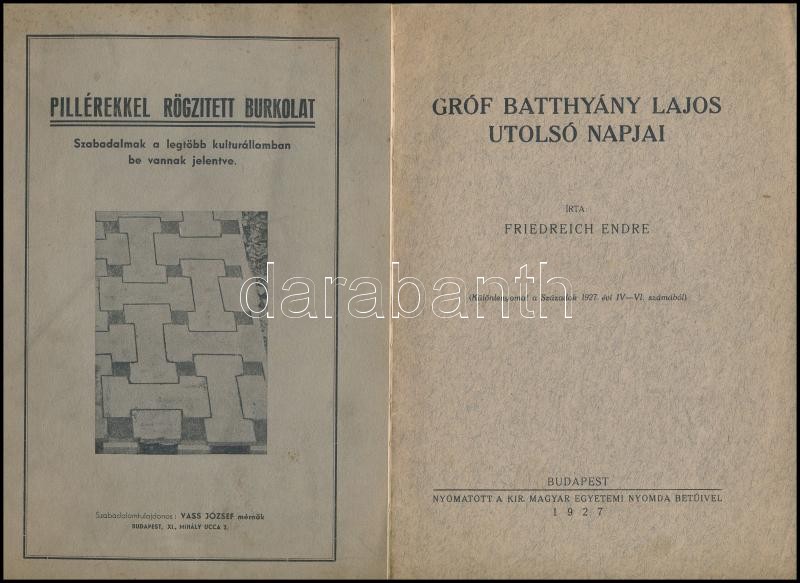 PILLÉREKKEL RÖGZITETT BURKOLAT
Szabadalmak a legtöbb kulturállamban
be vannak jelentve.
Szabadalomtulajdonos: VASS JÓZSEF mérnök
BUDAPEST, XI., MIHÁLY UCCA 2.
GRÓF BATTHYÁNY LAJOS
UTOLSÓ NAPJAI
ÍRTA:
FRIEDREICH ENDRE
(Különlenyomat a Századok 1927. évi IV—VI. számából)
BUDAPEST
NYOMATOTT A KIR. MAGYAR EGYETEMI NYOMDA BETŰIVEL
1927
darabanth